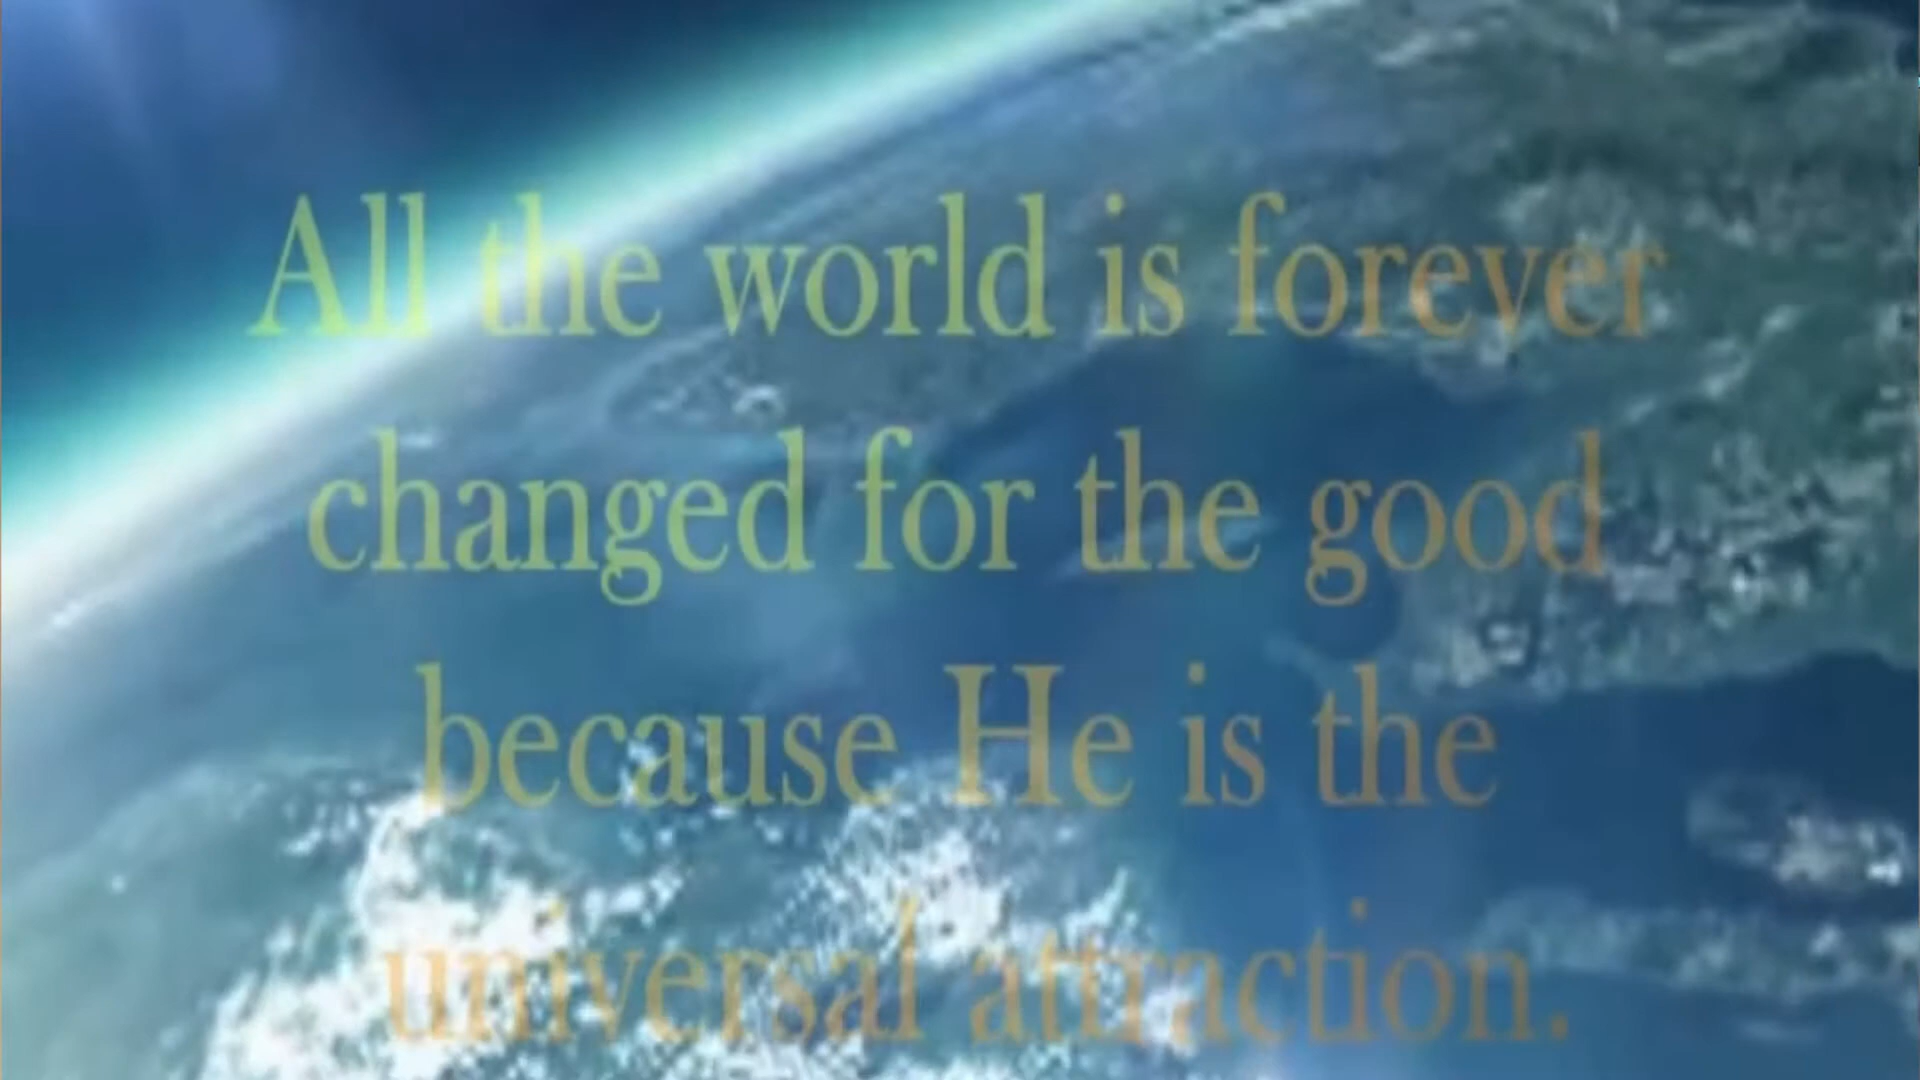 All the world is forever
changed for the good
because He is the
universal attraction.